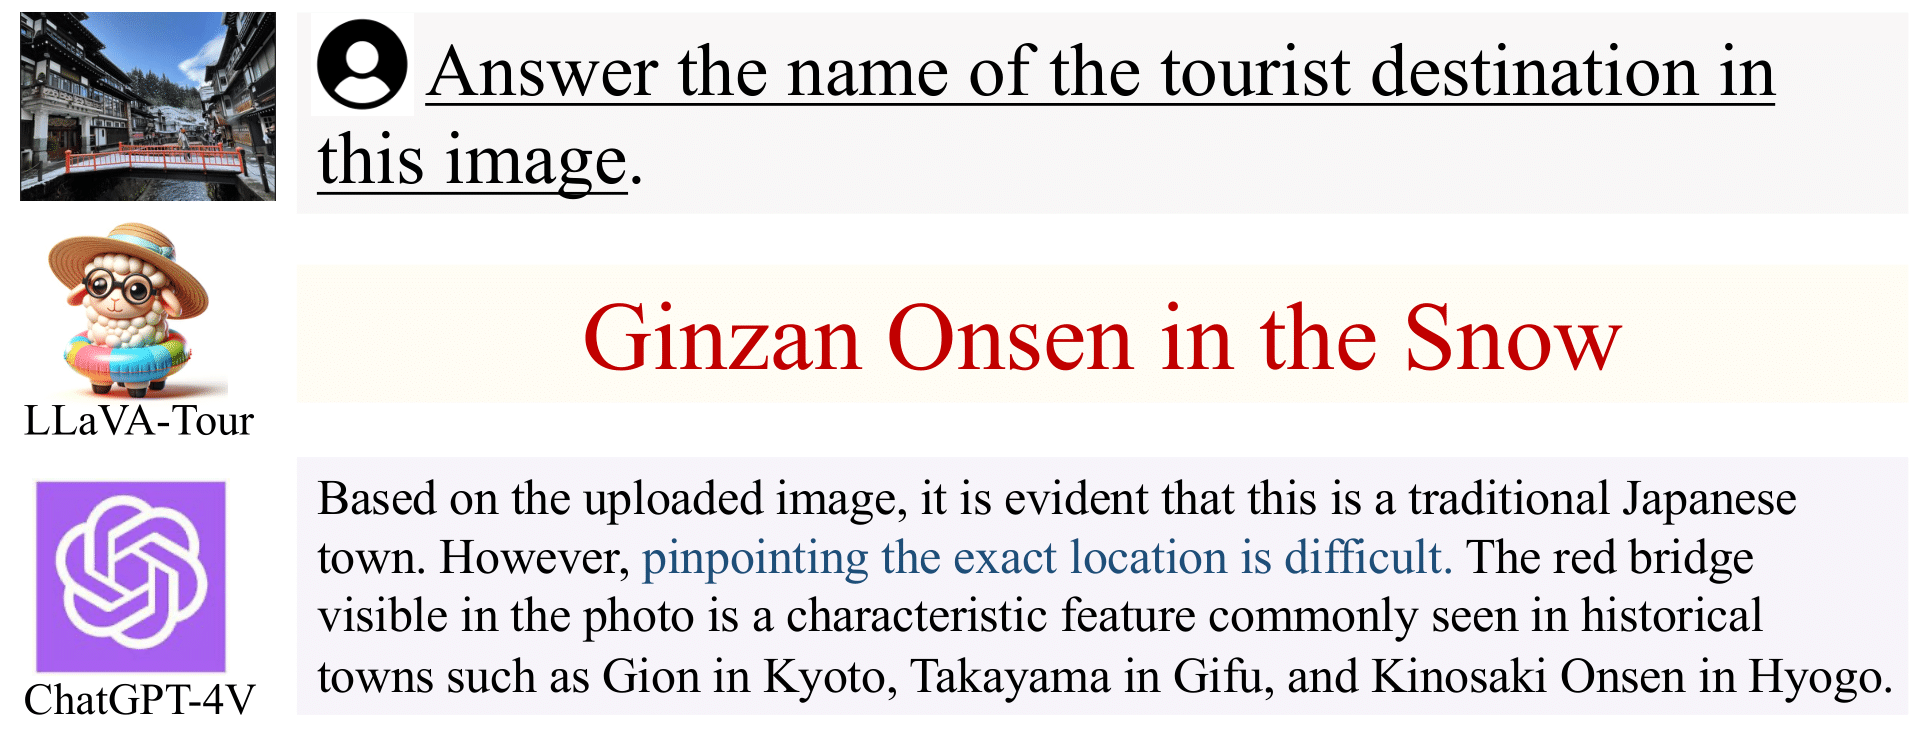 Answer the name of the tourist destination in
this image.
Ginzan Onsen in the Snow
LLaVA-Tour
Based on the uploaded image, it is evident that this is a traditional Japanese
town. However, pinpointing the exact location is difficult. The red bridge
visible in the photo is a characteristic feature commonly seen in historical
towns such as Gion in Kyoto, Takayama in Gifu, and Kinosaki Onsen in Hyogo.
ChatGPT-4V